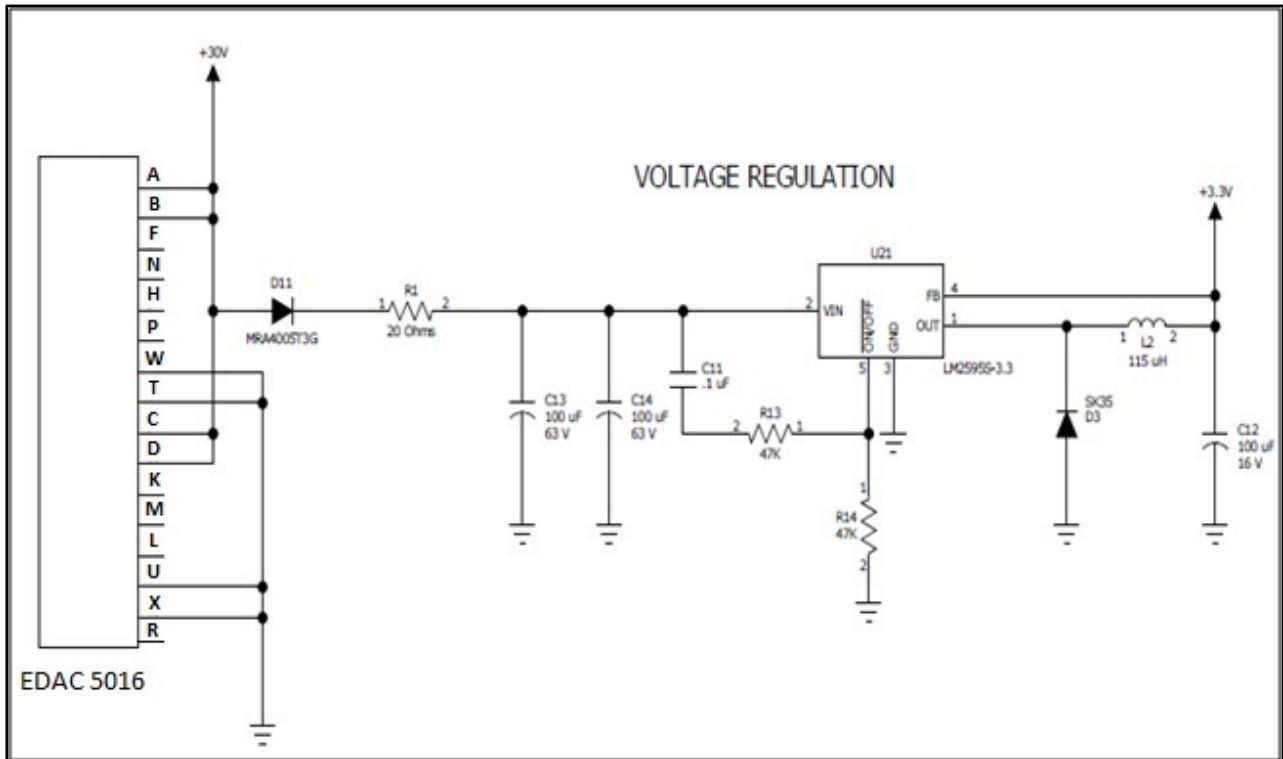 +30V
VOLTAGE REGULATION
A
B
F
N
H
P
W
T
C
D
K
M
L
U
X
R
EDAC 5016
D11
MRA4005T3G
R1
1
2
20 Ohms
C13
100 uF
63 V
C14
100 uF
63 V
C11
.1 uF
R13
2
1
47K
U21
2
VIN
ON/OFF
GND
FB
4
OUT
1
5
3
LM2595S-3.3
1
R14
47K
2
+3.3V
1
2
L2
115 uH
SK35
D3
C12
100 uF
16 V